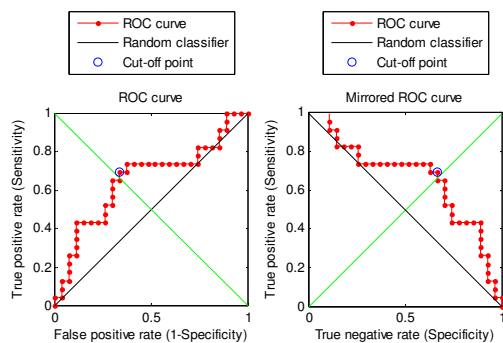 ROC curve
Random classifier
Cut-off point
ROC curve
Random classifier
Cut-off point
ROC curve
True positive rate (Sensitivity)
1
0.8
0.6
0.4
0.2
0
0
0.5
1
False positive rate (1-Specificity)
Mirrored ROC curve
True positive rate (Sensitivity)
1
0.8
0.6
0.4
0.2
0
0
0.5
1
True negative rate (Specificity)